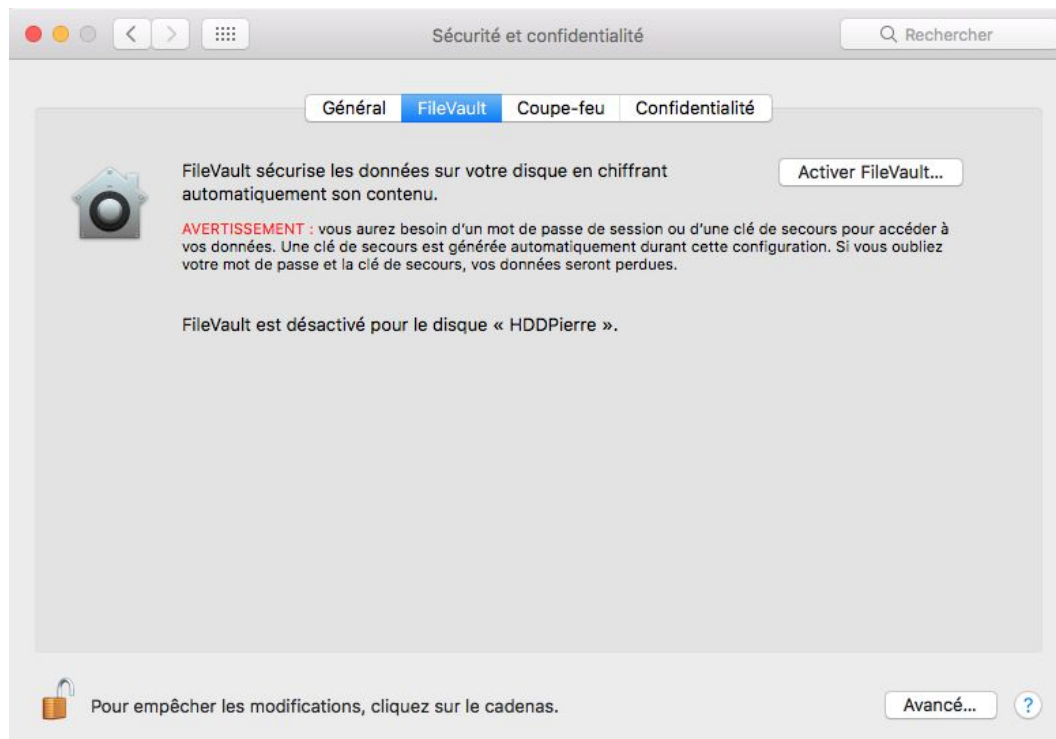 Sécurité et confidentialité
Rechercher
Général FileVault Coupe-feu Confidentialité
FileVault sécurise les données sur votre disque en chiffrant
automatiquement son contenu.
Activer FileVault...
AVERTISSEMENT : vous aurez besoin d'un mot de passe de session ou d'une clé de secours pour accéder à
vos données. Une clé de secours est générée automatiquement durant cette configuration. Si vous oubliez
votre mot de passe et la clé de secours, vos données seront perdues.
FileVault est désactivé pour le disque « HDDPierre ».
Pour empêcher les modifications, cliquez sur le cadenas.
Avancé... ?